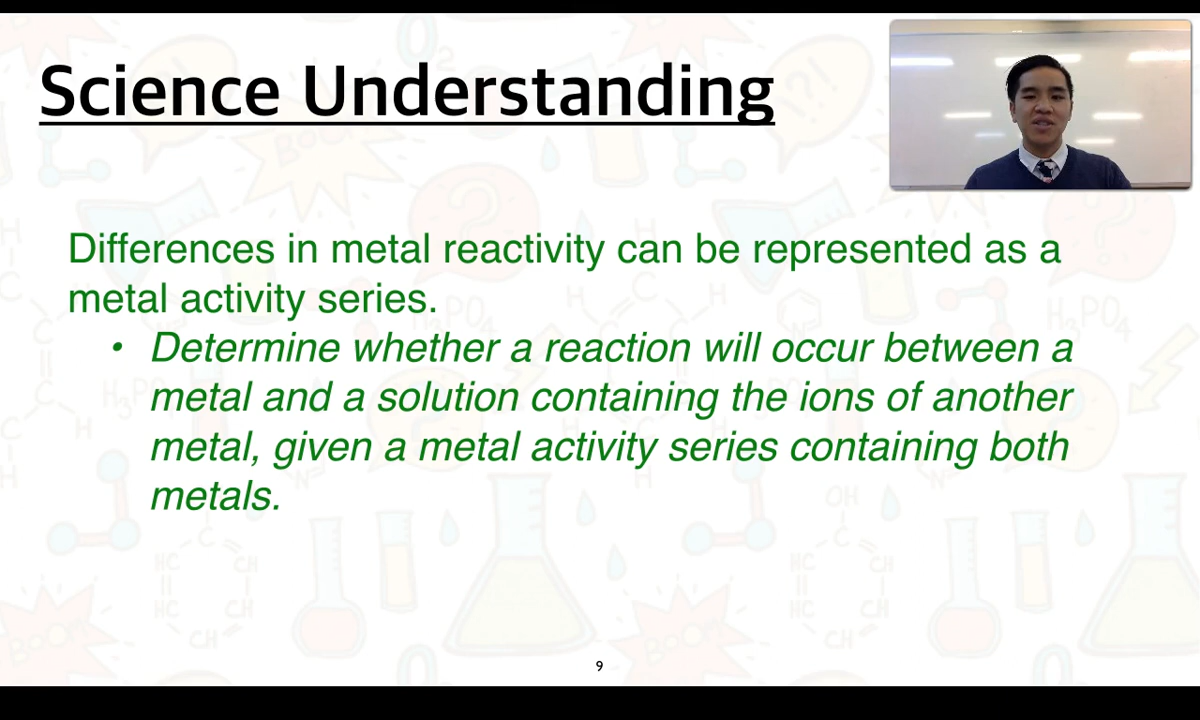 Science Understanding
Differences in metal reactivity can be represented as a
metal activity series.
• Determine whether a reaction will occur between a
metal and a solution containing the ions of another
metal, given a metal activity series containing both
metals.
9